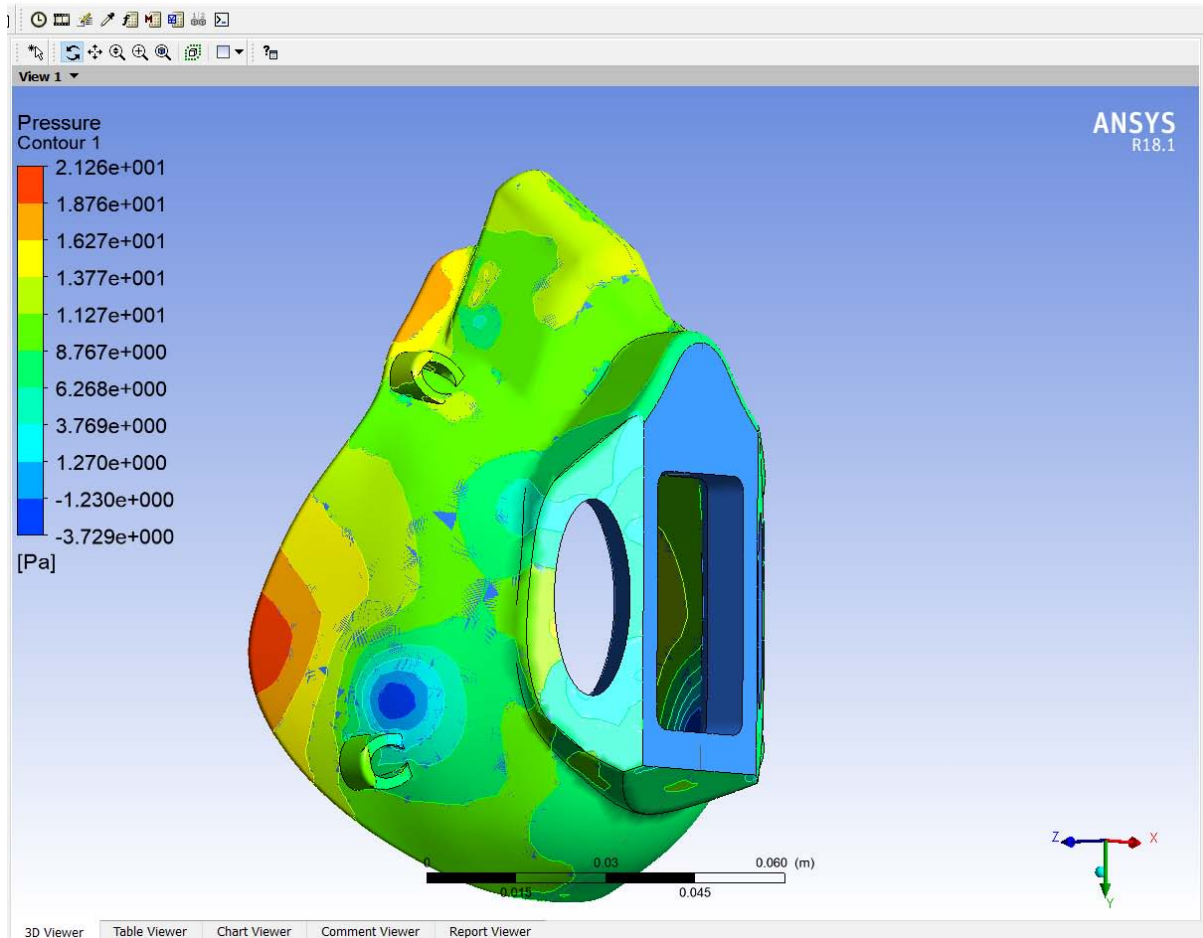 View 1
ANSYS
R18.1
Pressure
Contour 1
2.126e+001
1.876e+001
1.627e+001
1.377e+001
1.127e+001
8.767e+000
6.268e+000
3.769e+000
1.270e+000
-1.230e+000
-3.729e+000
[Pa]
0 0.03 0.060 (m)
0.015 0.045
Z X
Y
3D Viewer Table Viewer Chart Viewer Comment Viewer Report Viewer